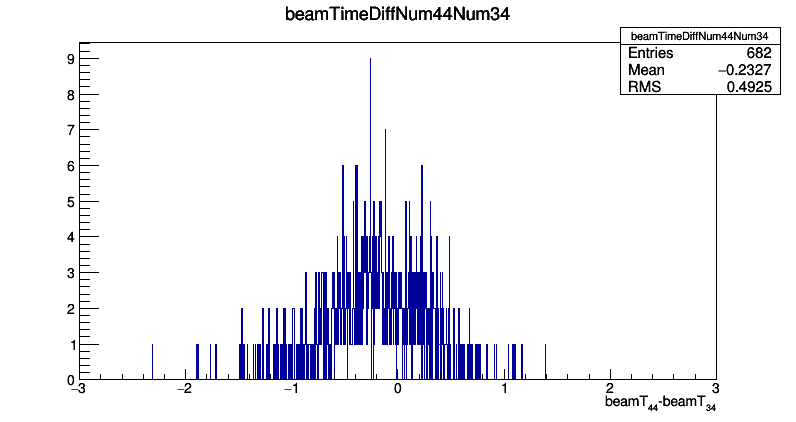 beamTimeDiffNum44Num34
beamTimeDiffNum44Num34
Entries 682
Mean −0.2327
RMS 0.4925
9
8
7
6
5
4
3
2
1
0
−3 −2 −1 0 1 2 3
beamT44-beamT34